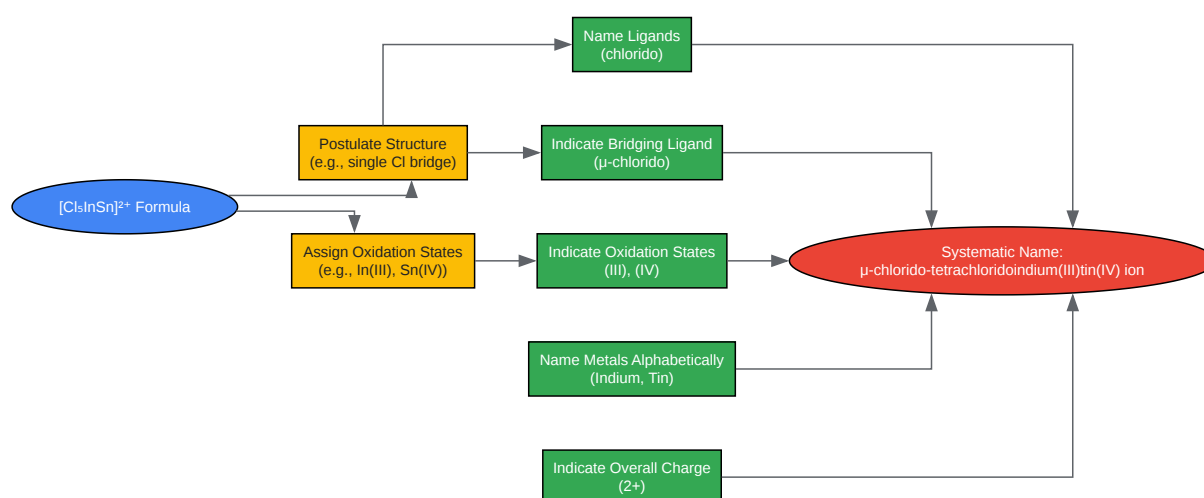 Name Ligands
(chlorido)
Postulate Structure
(e.g., single Cl bridge)
Indicate Bridging Ligand
(μ-chlorido)
[Cl₅InSn]²⁺ Formula
Assign Oxidation States
(e.g., In(III), Sn(IV))
Indicate Oxidation States
(III), (IV)
Systematic Name:
μ-chlorido-tetrachloridoindium(III)tin(IV) ion
Name Metals Alphabetically
(Indium, Tin)
Indicate Overall Charge
(2+)